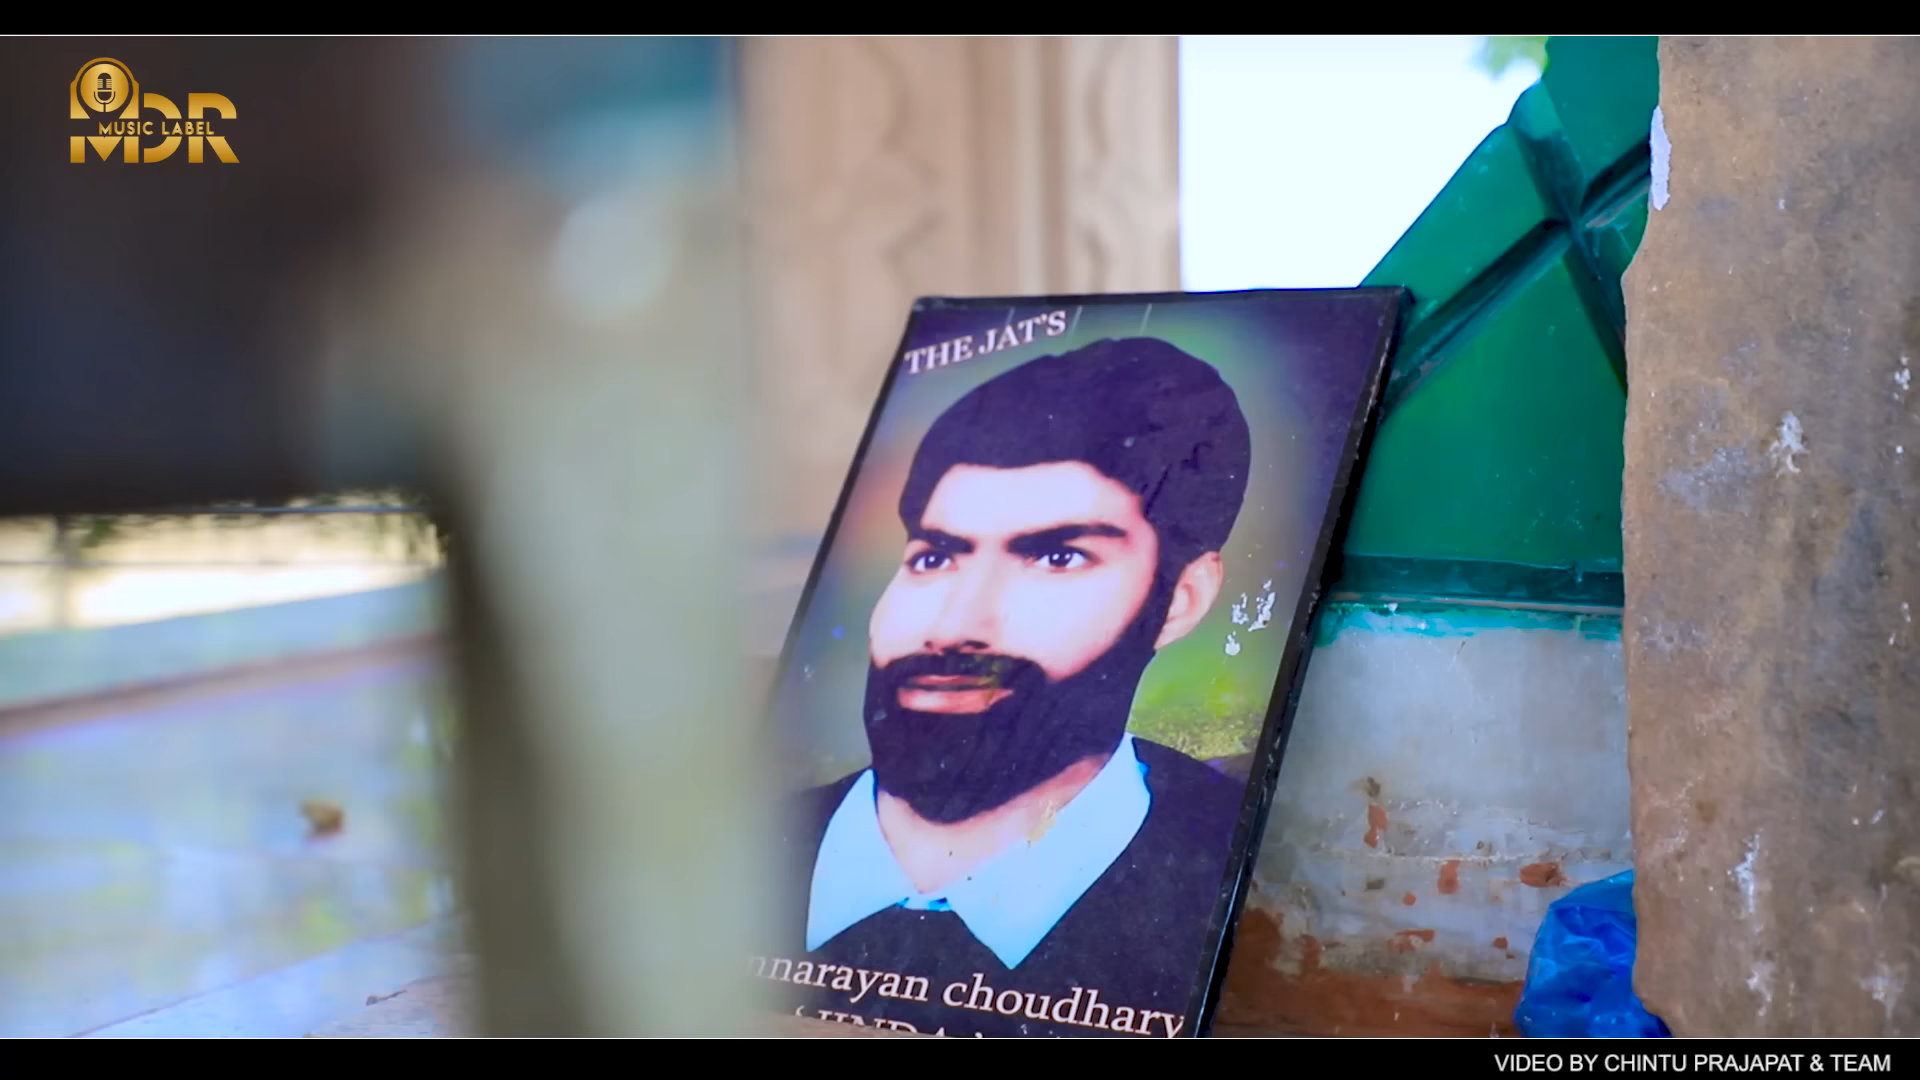 MDR
MUSIC LABEL
THE JAT'S
nnarayan choudhary
VIDEO BY CHINTU PRAJAPAT & TEAM